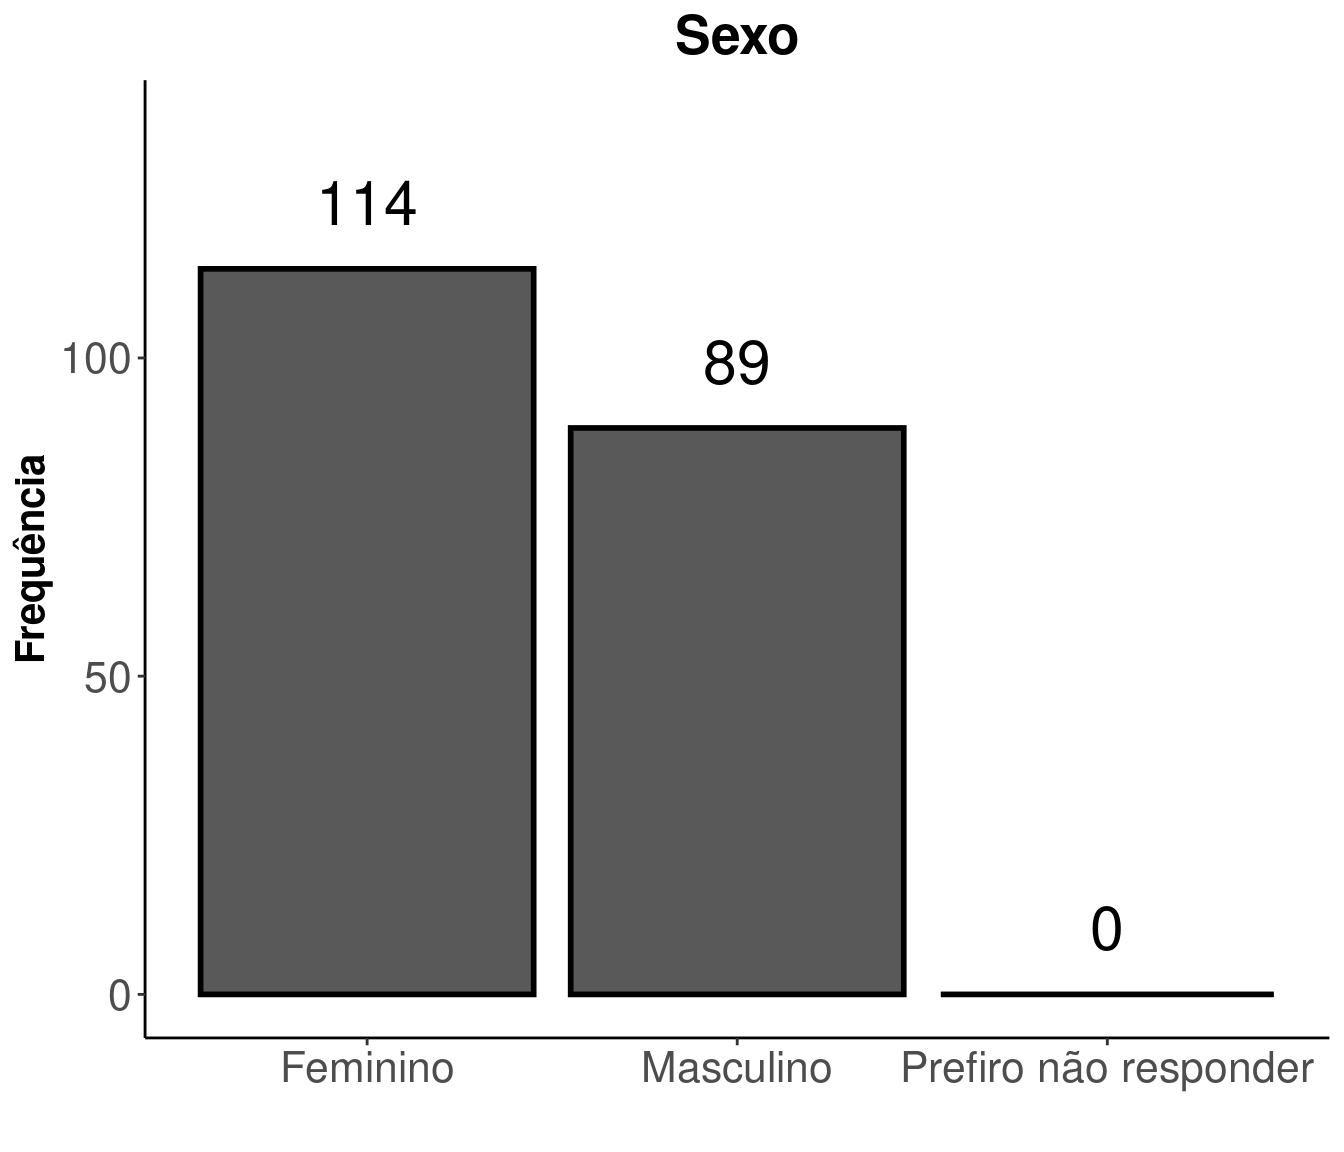 Sexo
114
89
0
Frequência
100
50
0
Feminino
Masculino
Prefiro não responder